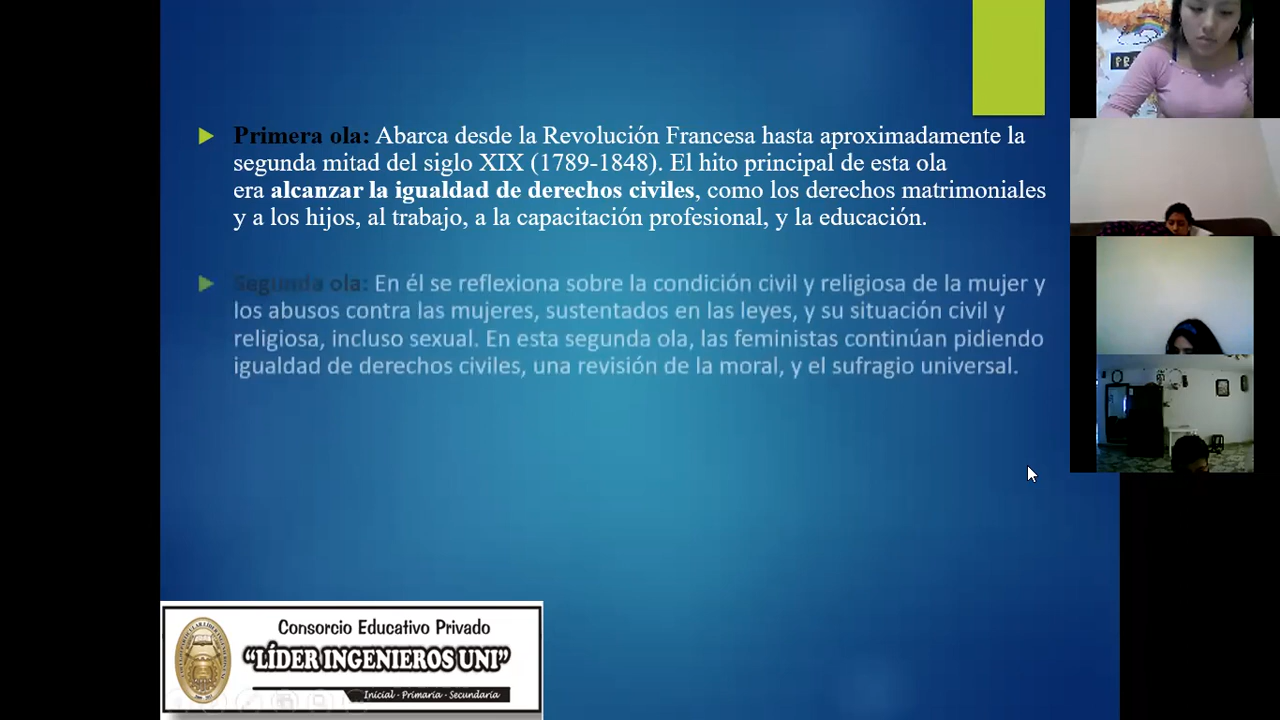 Primera ola: Abarca desde la Revolución Francesa hasta aproximadamente la
segunda mitad del siglo XIX (1789-1848). El hito principal de esta ola
era alcanzar la igualdad de derechos civiles, como los derechos matrimoniales
y a los hijos, al trabajo, a la capacitación profesional, y la educación.
Segunda ola: En él se reflexiona sobre la condición civil y religiosa de la mujer y
los abusos contra las mujeres, sustentados en las leyes, y su situación civil y
religiosa, incluso sexual. En esta segunda ola, las feministas continúan pidiendo
igualdad de derechos civiles, una revisión de la moral, y el sufragio universal.
Consorcio Educativo Privado
"LÍDER INGENIEROS UNI"
Inicial - Primaria - Secundaria